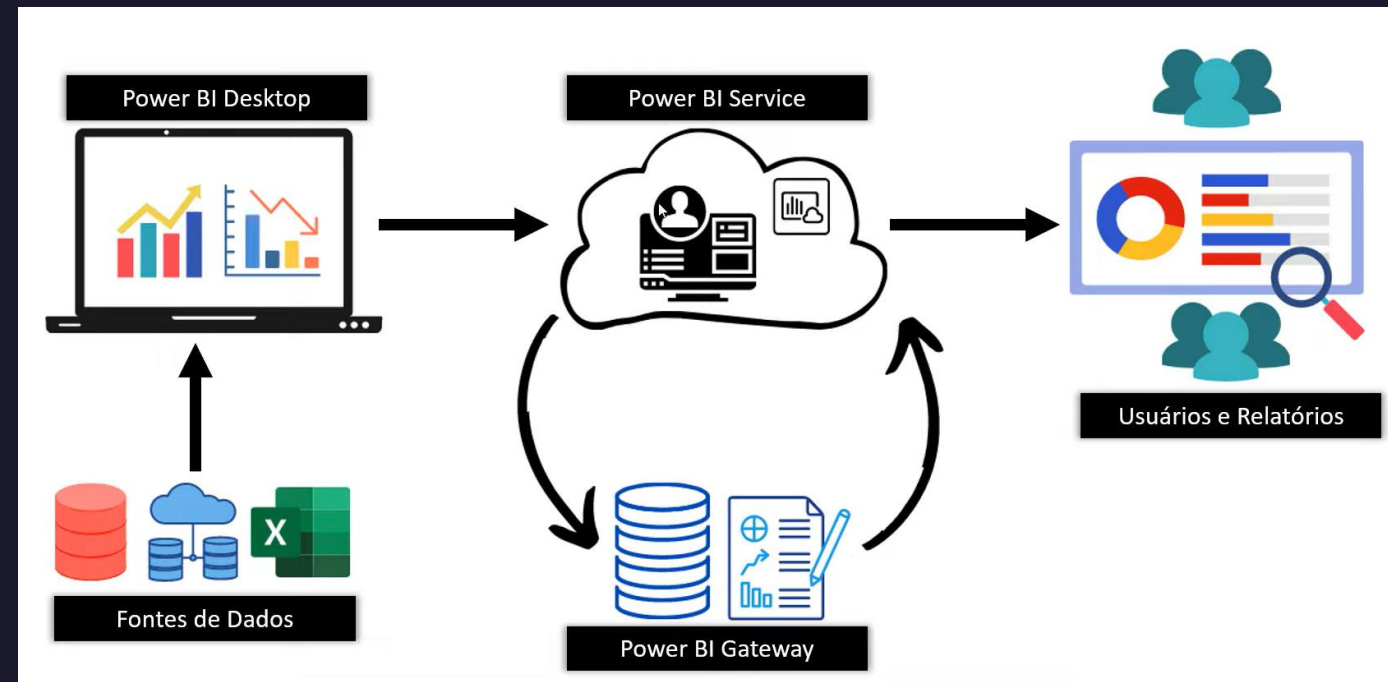 Power BI Desktop
Power BI Service
Usuários e Relatórios
X
Fontes de Dados
Power BI Gateway